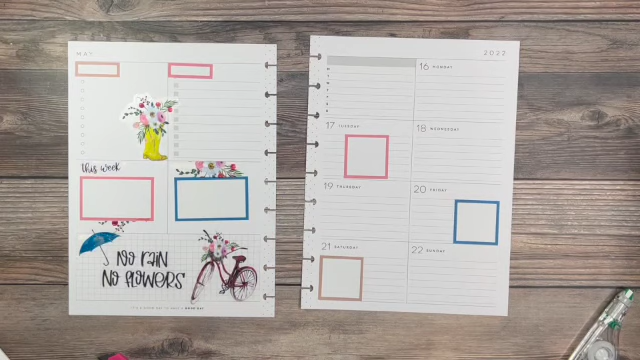 MAY
this week
No RAIN
No FLOWERS
2022
16 MONDAY
17 TUESDAY
18 WEDNESDAY
19 THURSDAY
20 FRIDAY
21 SATURDAY
22 SUNDAY